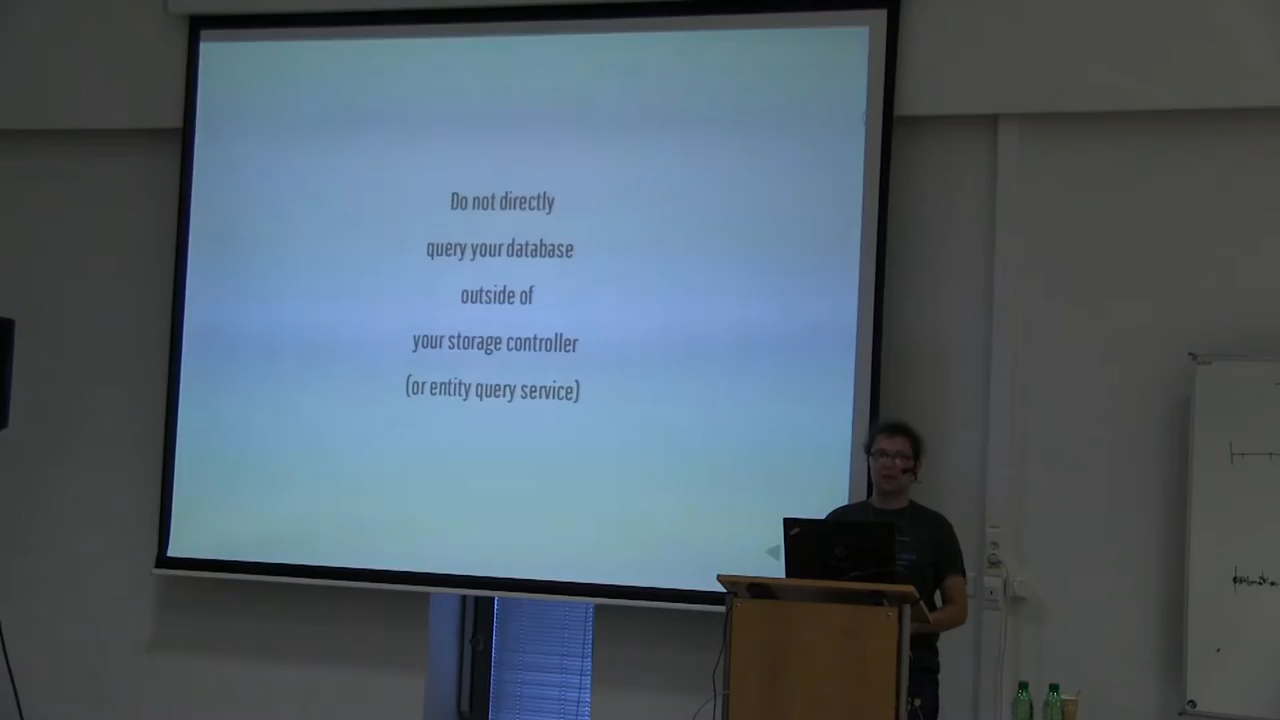 Do not directly
query your database
outside of
your storage controller
(or entity query service)